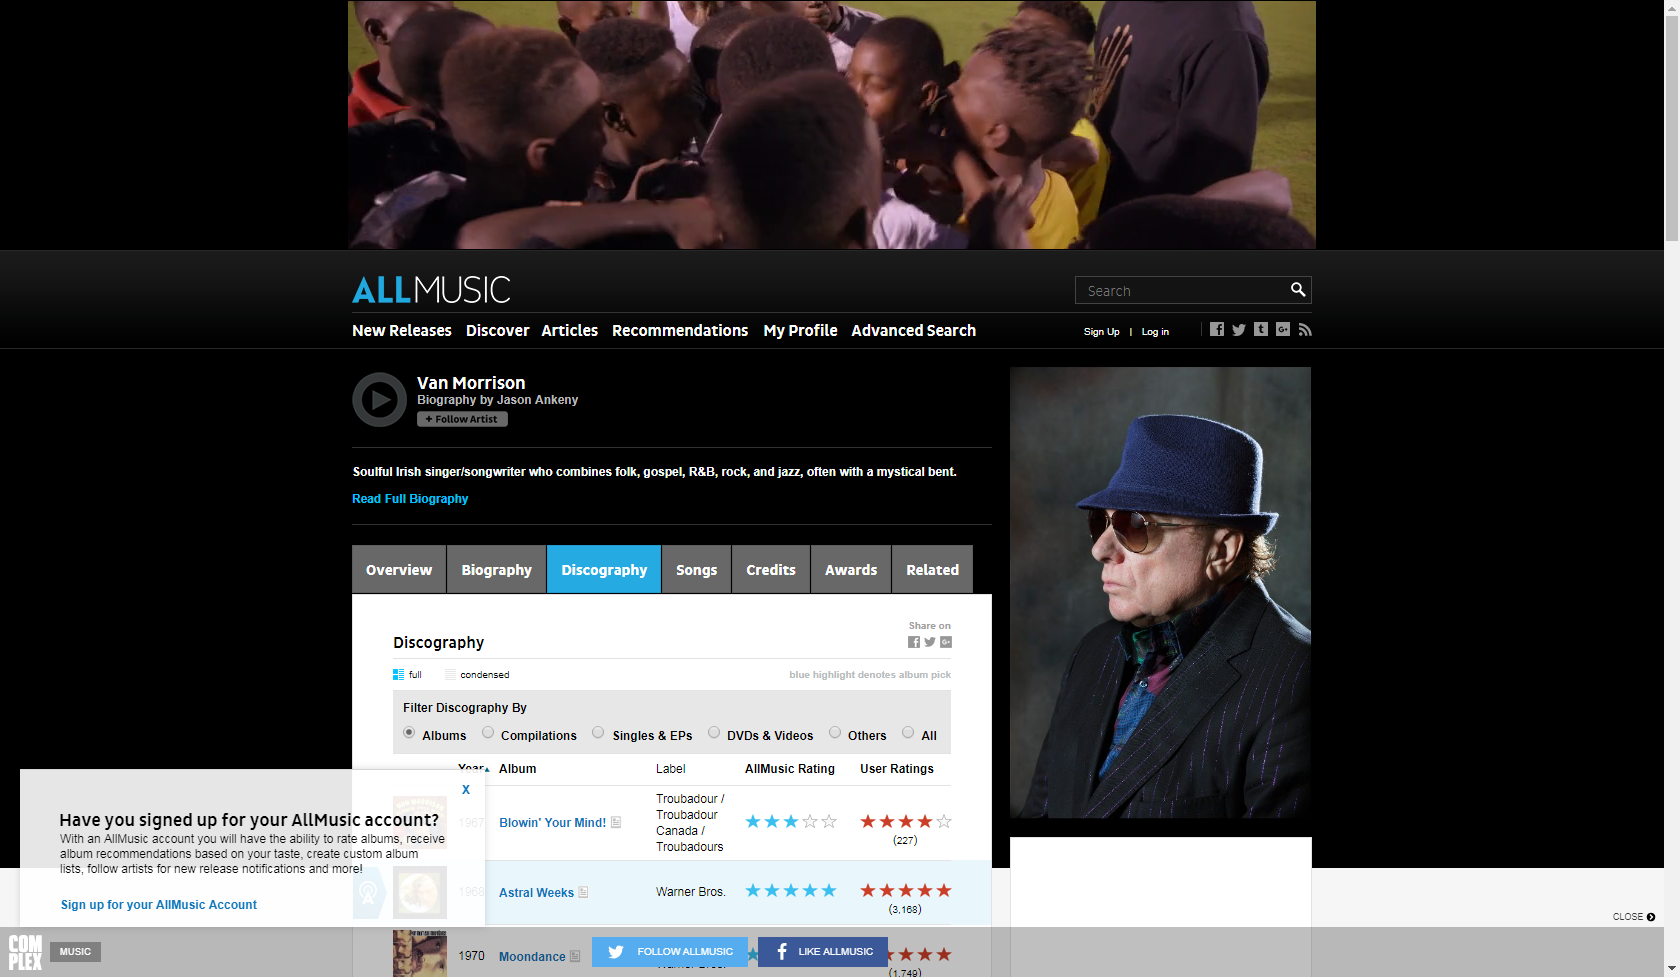 ALLMUSIC
Search
New Releases Discover Articles Recommendations My Profile Advanced Search
Sign Up | Log in
Van Morrison
Biography by Jason Ankeny
+ Follow Artist
Soulful Irish singer/songwriter who combines folk, gospel, R&B, rock, and jazz, often with a mystical bent.
Read Full Biography
Overview Biography Discography Songs Credits Awards Related
Share on
Discography
full condensed blue highlight denotes album pick
Filter Discography By
Albums Compilations Singles & EPs DVDs & Videos Others All
Year Album Label AllMusic Rating User Ratings
1967 Blowin' Your Mind! Troubadour / Troubadour Canada / Troubadours (227)
1968 Astral Weeks Warner Bros. (3,168)
1970 Moondance Warner Bros. (1,749)
X
Have you signed up for your AllMusic account?
With an AllMusic account you will have the ability to rate albums, receive
album recommendations based on your taste, create custom album
lists, follow artists for new release notifications and more!
Sign up for your AllMusic Account
CLOSE
COMPLEX MUSIC
FOLLOW ALLMUSIC
LIKE ALLMUSIC